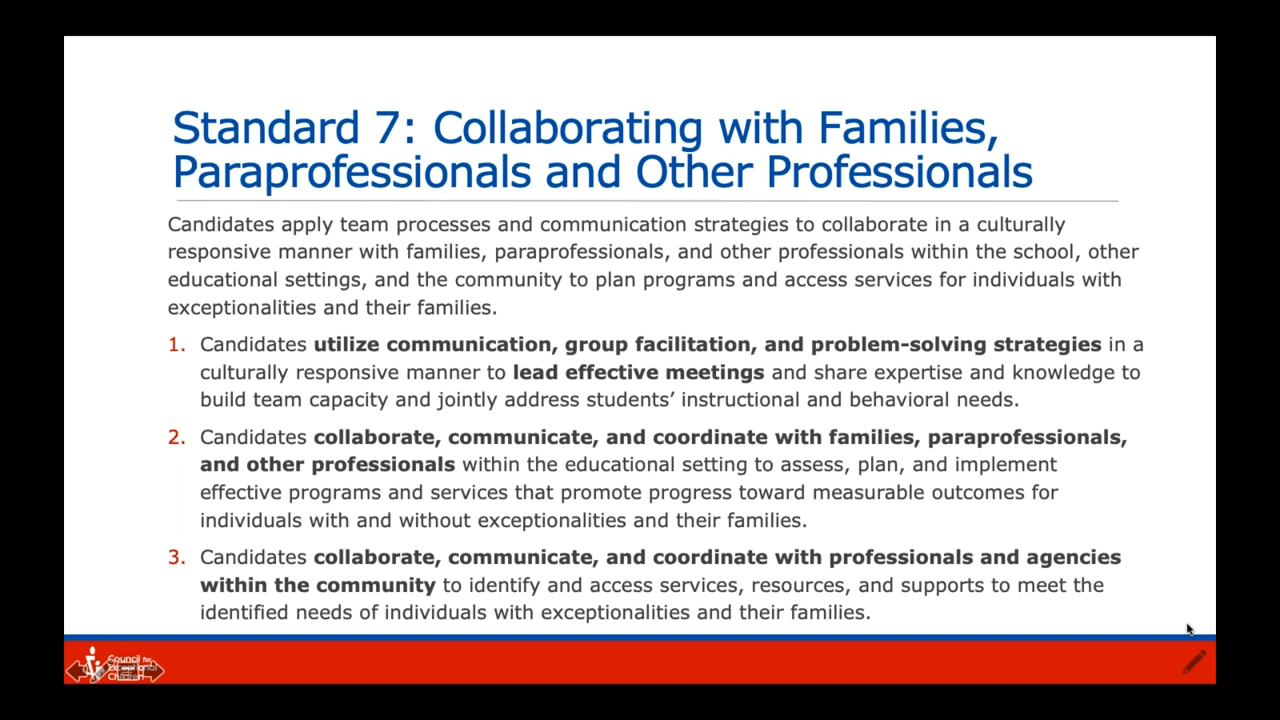 Standard 7: Collaborating with Families,
Paraprofessionals and Other Professionals
Candidates apply team processes and communication strategies to collaborate in a culturally
responsive manner with families, paraprofessionals, and other professionals within the school, other
educational settings, and the community to plan programs and access services for individuals with
exceptionalities and their families.
1. Candidates utilize communication, group facilitation, and problem-solving strategies in a
culturally responsive manner to lead effective meetings and share expertise and knowledge to
build team capacity and jointly address students’ instructional and behavioral needs.
2. Candidates collaborate, communicate, and coordinate with families, paraprofessionals,
and other professionals within the educational setting to assess, plan, and implement
effective programs and services that promote progress toward measurable outcomes for
individuals with and without exceptionalities and their families.
3. Candidates collaborate, communicate, and coordinate with professionals and agencies
within the community to identify and access services, resources, and supports to meet the
identified needs of individuals with exceptionalities and their families.
Council for
Exceptional
Children